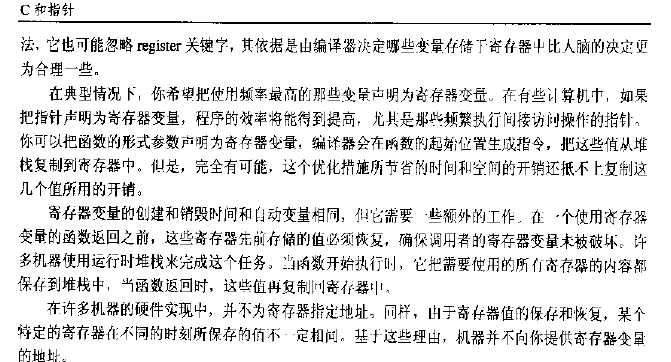 C 和指针
法，它也可能忽略 register 关键字，其依据是由编译器决定哪些变量存储于寄存器中比人脑的决定更
为合理一些。
在典型情况下，你希望把使用频率最高的那些变量声明为寄存器变量。在有些计算机中，如果
把指针声明为寄存器变量，程序的效率将能得到提高，尤其是那些频繁执行间接访问操作的指针。
你可以把函数的形式参数声明为寄存器变量，编译器会在函数的起始位置生成指令，把这些值从堆
栈复制到寄存器中。但是，完全有可能，这个优化措施所节省的时间和空间的开销还抵不上复制这
几个值所用的开销。
寄存器变量的创建和销毁时间和自动变量相同，但它需要一些额外的工作。在一个使用寄存器
变量的函数返回之前，这些寄存器先前存储的值必须恢复，确保调用者的寄存器变量未被破坏。许
多机器使用运行时堆栈来完成这个任务。当函数开始执行时，它把需要使用的所有寄存器的内容都
保存到堆栈中，当函数返回时，这些值再复制回寄存器中。
在许多机器的硬件实现中，并不为寄存器指定地址。同样，由于寄存器值的保存和恢复，某个
特定的寄存器在不同的时刻所保存的值不一定相同。基于这些理由，机器并不向你提供寄存器变量
的地址。